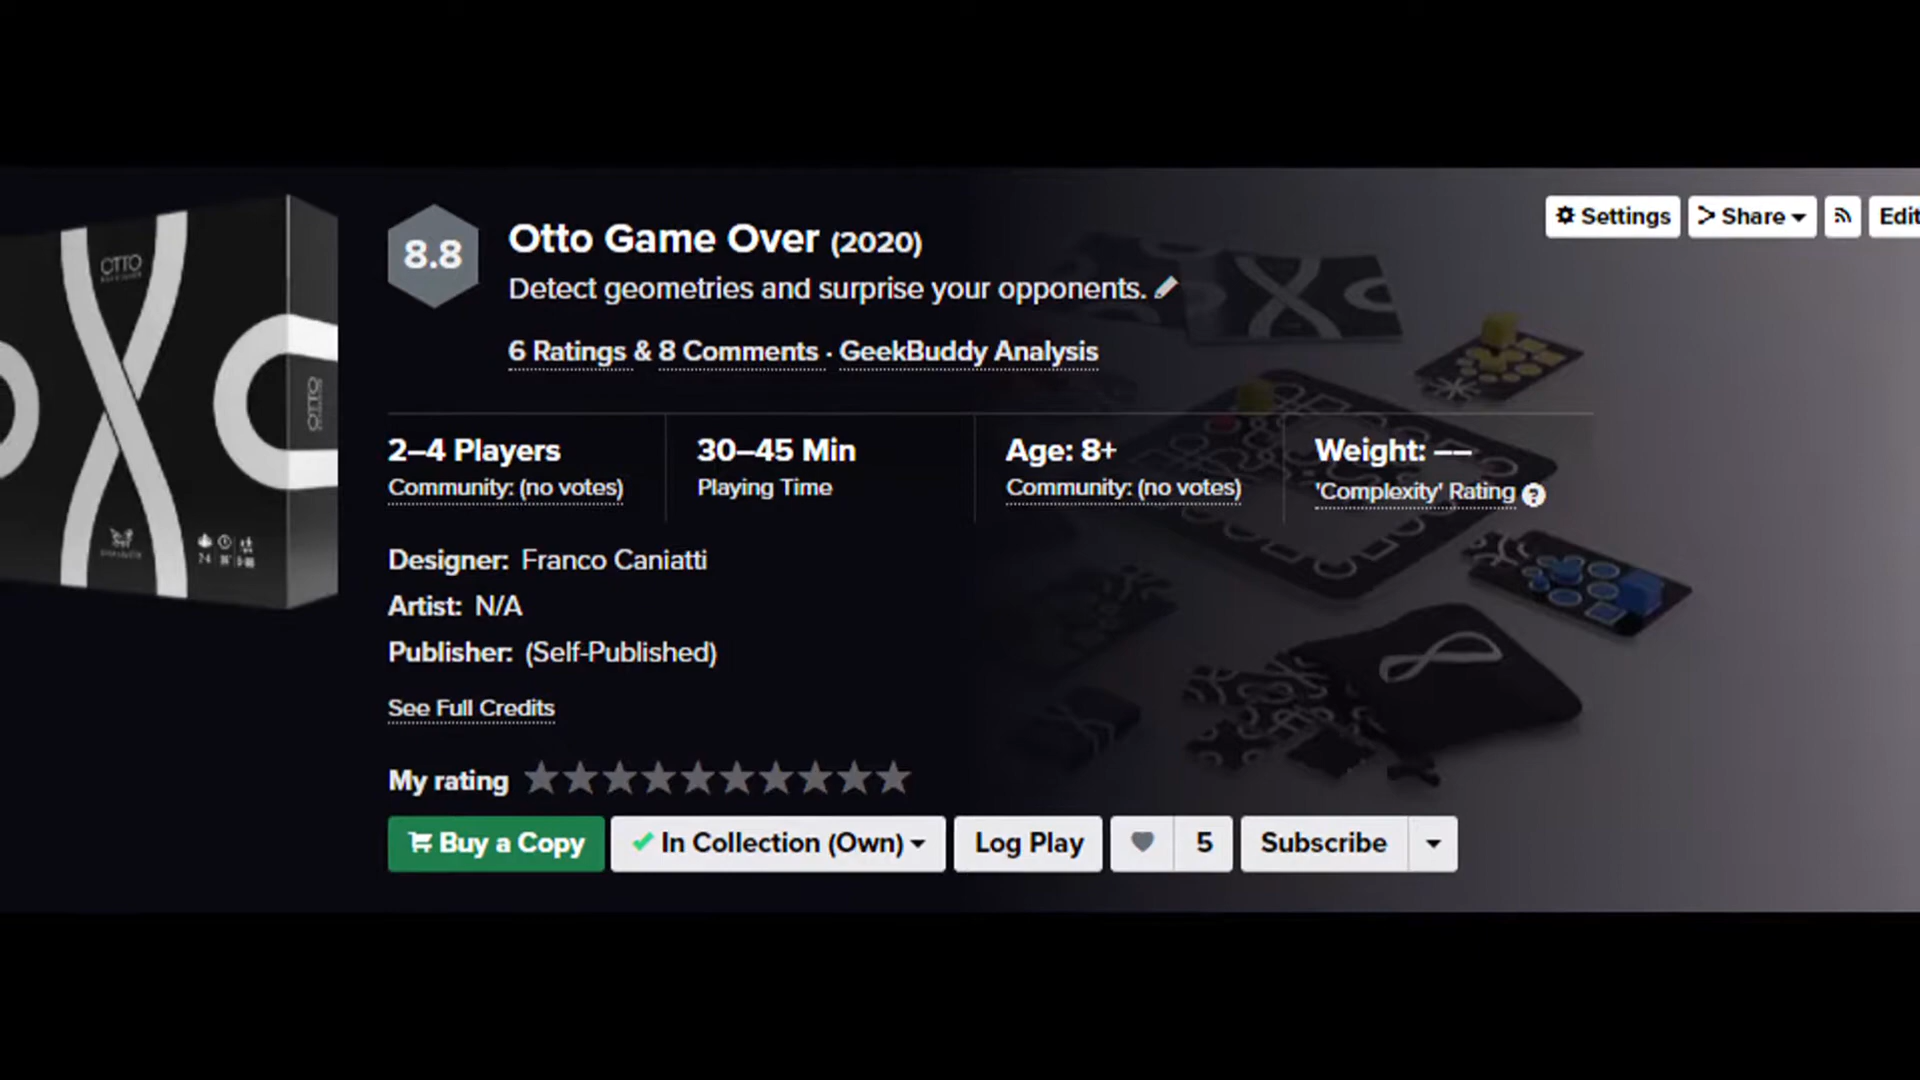 Settings
Share
Edit
OTTO
8.8
Otto Game Over (2020)
Detect geometries and surprise your opponents.
6 Ratings & 8 Comments · GeekBuddy Analysis
2–4 Players
Community: (no votes)
30–45 Min
Playing Time
Age: 8+
Community: (no votes)
Weight: ––
'Complexity' Rating
?
OTTO
Designer: Franco Caniatti
Artist: N/A
Publisher: (Self-Published)
See Full Credits
My rating
Buy a Copy
In Collection (Own)
Log Play
5
Subscribe